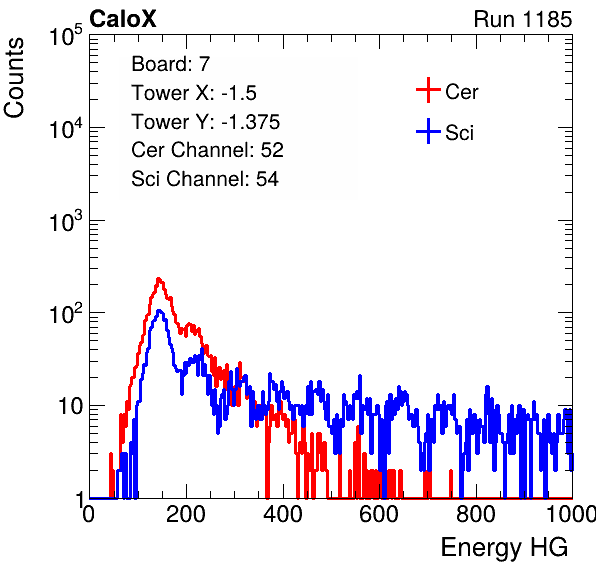 CaloX Run 1185
Counts
10^5
10^4
10^3
10^2
10
1
Board: 7
Tower X: -1.5
Tower Y: -1.375
Cer Channel: 52
Sci Channel: 54
Cer
Sci
0 200 400 600 800 1000
Energy HG